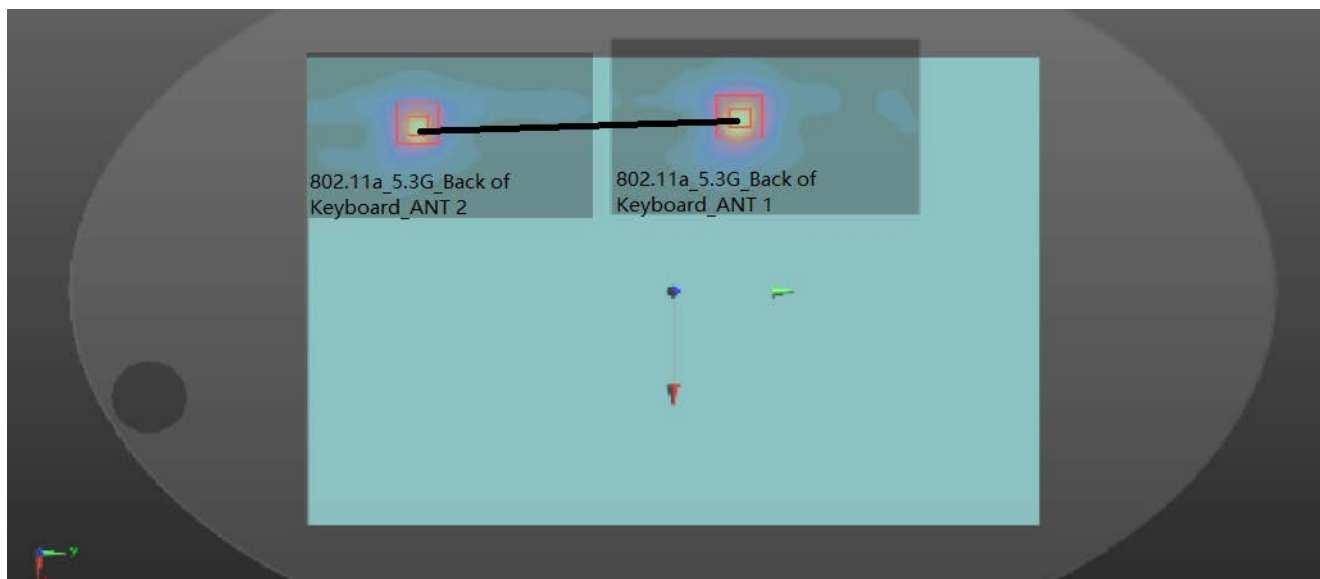 802.11a_5.3G_Back of
Keyboard_ANT 2
802.11a_5.3G_Back of
Keyboard_ANT 1
y